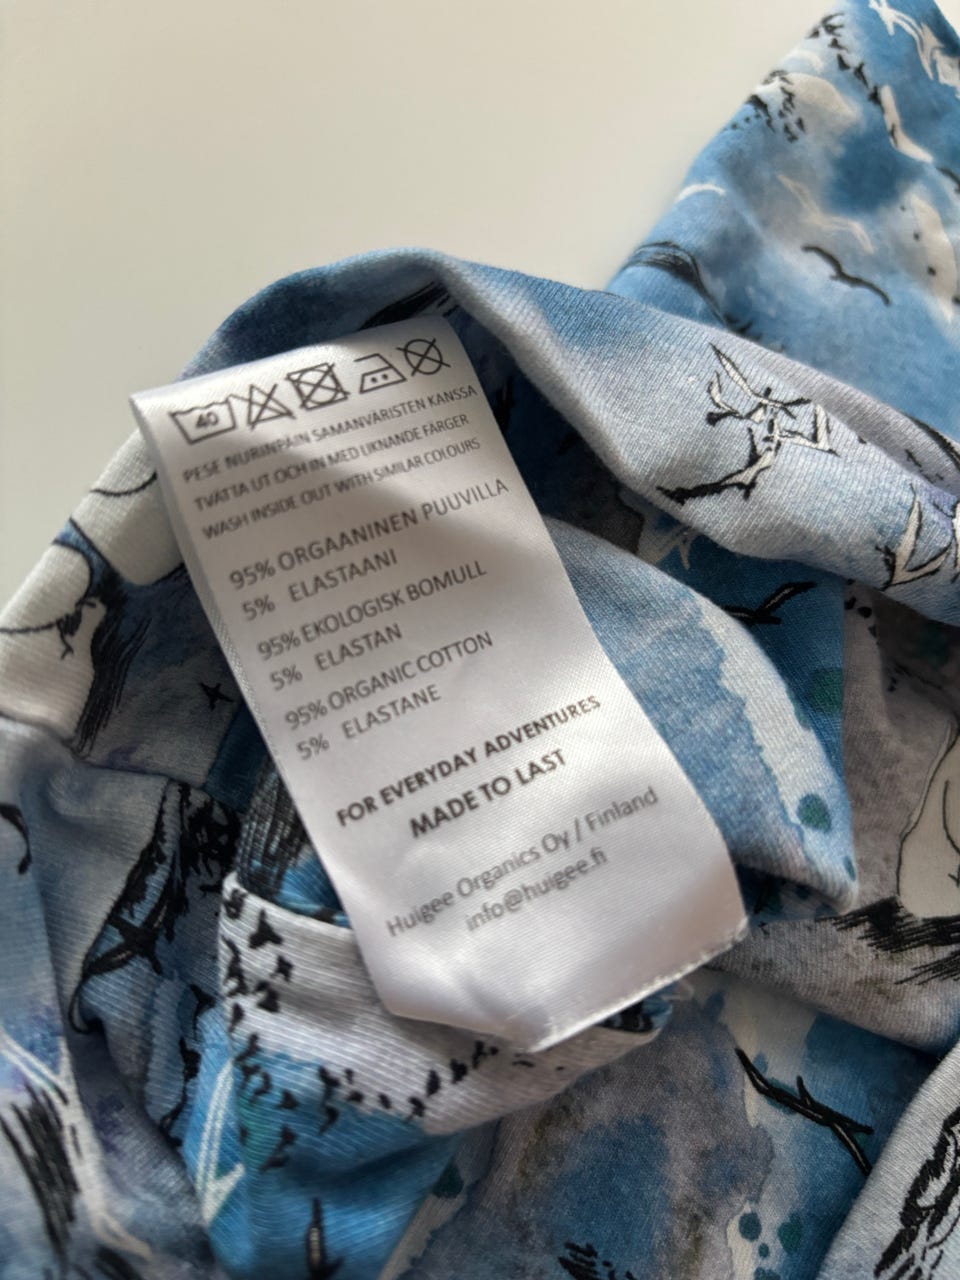 40
PESE NURINPÄIN SAMANVÄRISTEN KANSSA
TVÄTTA UT OCH IN MED LIKNANDE FÄRGER
WASH INSIDE OUT WITH SIMILAR COLOURS
95% ORGAANINEN PUUVILLA
5% ELASTAANI
95% EKOLOGISK BOMULL
5% ELASTAN
95% ORGANIC COTTON
5% ELASTANE
FOR EVERYDAY ADVENTURES
MADE TO LAST
Huigee Organics Oy / Finland
info@huigee.fi